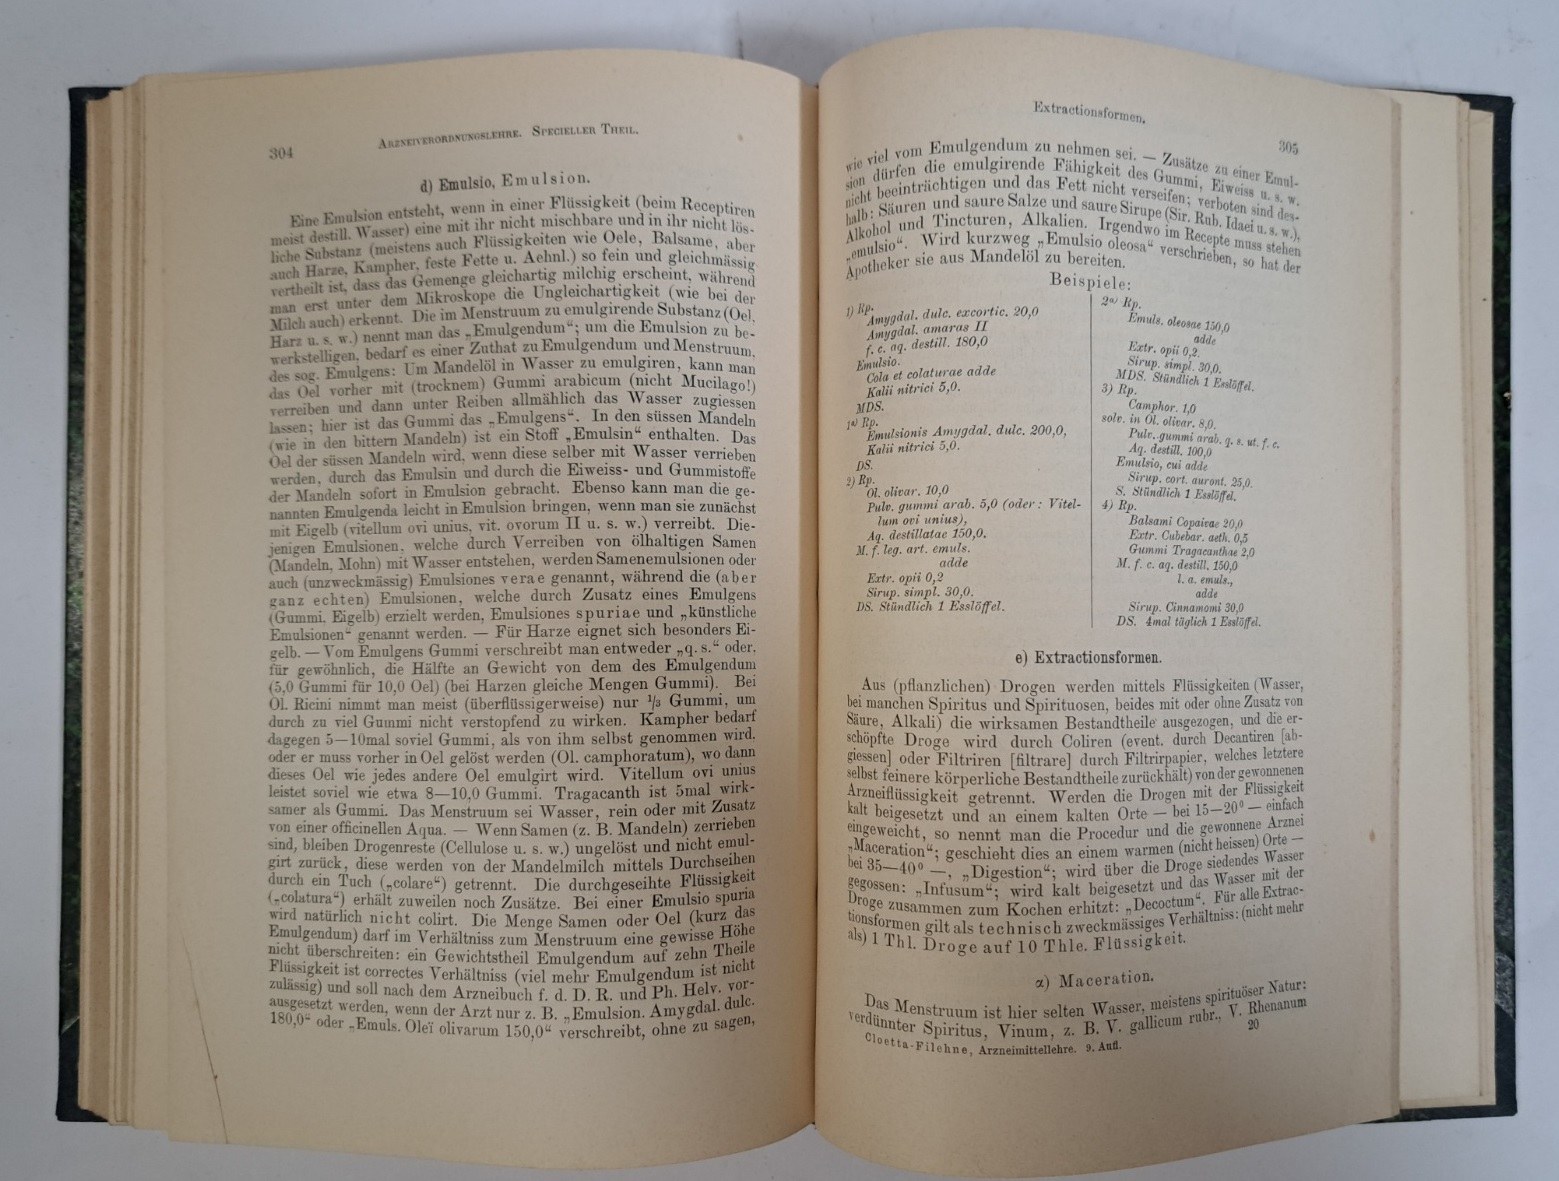 304
Arzneiverordnungslehre. Specieller Theil.
d) Emulsio, Emulsion.
Eine Emulsion entsteht, wenn in einer Flüssigkeit (beim Receptiren
meist destill. Wasser) eine mit ihr nicht mischbare und in ihr nicht lös-
liche Substanz (meistens auch Flüssigkeiten wie Oele, Balsame, aber
auch Harze, Kampher, feste Fette u. Aehnl.) so fein und gleichmässig
vertheilt ist, dass das Gemenge gleichartig milchig erscheint, während
man erst unter dem Mikroskope die Ungleichartigkeit (wie bei der
Milch auch) erkennt. Die im Menstruum zu emulgirende Substanz (Oel,
Harz u. s. w.) nennt man das „Emulgendum“; um die Emulsion zu be-
werkstelligen, bedarf es einer Zuthat zu Emulgendum und Menstruum,
des sog. Emulgens: Um Mandelöl in Wasser zu emulgiren, kann man
das Oel vorher mit (trocknem) Gummi arabicum (nicht Mucilago!)
verreiben und dann unter Reiben allmählich das Wasser zugiessen
lassen; hier ist das Gummi das „Emulgens“. In den süssen Mandeln
(wie in den bittern Mandeln) ist ein Stoff „Emulsin“ enthalten. Das
Oel der süssen Mandeln wird, wenn diese selber mit Wasser verrieben
werden, durch das Emulsin und durch die Eiweiss- und Gummistoffe
der Mandeln sofort in Emulsion gebracht. Ebenso kann man die ge-
nannten Emulgenda leicht in Emulsion bringen, wenn man sie zunächst
mit Eigelb (vitellum ovi unius, vit. ovorum II u. s. w.) verreibt. Die-
jenigen Emulsionen, welche durch Verreiben von ölhaltigen Samen
(Mandeln, Mohn) mit Wasser entstehen, werden Samenemulsionen oder
auch (unzweckmässig) Emulsiones verae genannt, während die (aber
ganz echten) Emulsionen, welche durch Zusatz eines Emulgens
(Gummi, Eigelb) erzielt werden, Emulsiones spuriae und „künstliche
Emulsionen“ genannt werden. — Für Harze eignet sich besonders Ei-
gelb. — Vom Emulgens Gummi verschreibt man entweder „q. s.“ oder,
für gewöhnlich, die Hälfte an Gewicht von dem des Emulgendum
(5,0 Gummi für 10,0 Oel) (bei Harzen gleiche Mengen Gummi). Bei
Ol. Ricini nimmt man meist (überflüssigerweise) nur 1/3 Gummi, um
durch zu viel Gummi nicht verstopfend zu wirken. Kampher bedarf
dagegen 5—10mal soviel Gummi, als von ihm selbst genommen wird,
oder er muss vorher in Oel gelöst werden (Ol. camphoratum), wo dann
dieses Oel wie jedes andere Oel emulgirt wird. Vitellum ovi unius
leistet soviel wie etwa 8—10,0 Gummi. Tragacanth ist 5mal wirk-
samer als Gummi. Das Menstruum sei Wasser, rein oder mit Zusatz
von einer officinellen Aqua. — Wenn Samen (z. B. Mandeln) zerrieben
sind, bleiben Drogenreste (Cellulose u. s. w.) ungelöst und nicht emul-
girt zurück, diese werden von der Mandelmilch mittels Durchseihen
durch ein Tuch („colare“) getrennt. Die durchgeseihte Flüssigkeit
(„colatura“) erhält zuweilen noch Zusätze. Bei einer Emulsio spuria
wird natürlich nicht colirt. Die Menge Samen oder Oel (kurz das
Emulgendum) darf im Verhältniss zum Menstruum eine gewisse Höhe
nicht überschreiten: ein Gewichtstheil Emulgendum auf zehn Theile
Flüssigkeit ist correctes Verhältniss (viel mehr Emulgendum ist nicht
zulässig) und soll nach dem Arzneibuch f. d. D. R. und Ph. Helv. vor-
ausgesetzt werden, wenn der Arzt nur z. B. „Emulsion. Amygdal. dulc.
180,0“ oder „Emuls. Oleï olivarum 150,0“ verschreibt, ohne zu sagen,
Extractionsformen.
305
wie viel vom Emulgendum zu nehmen sei. — Zusätze zu einer Emul-
sion dürfen die emulgirende Fähigkeit des Gummi, Eiweiss u. s. w.
nicht beeinträchtigen und das Fett nicht verseifen; verboten sind des-
halb: Säuren und saure Salze und saure Sirupe (Sir. Rub. Idaei u. s. w.),
Alkohol und Tincturen, Alkalien. Irgendwo im Recepte muss stehen
„emulsio“. Wird kurzweg „Emulsio oleosa“ verschrieben, so hat der
Apotheker sie aus Mandelöl zu bereiten.
Beispiele:
1) Rp.
Amygdal. dulc. excortic. 20,0
Amygdal. amaras II
f. c. aq. destill. 180,0
Emulsio.
Cola et colaturae adde
Kalii nitrici 5,0.
MDS.
1a) Rp.
Emulsionis Amygdal. dulc. 200,0,
Kalii nitrici 5,0.
DS.
2) Rp.
Ol. olivar. 10,0
Pulv. gummi arab. 5,0 (oder: Vitel-
lum ovi unius),
Aq. destillatae 150,0.
M. f. leg. art. emuls.
adde
Extr. opii 0,2
Sirup. simpl. 30,0.
DS. Stündlich 1 Esslöffel.
2a) Rp.
Emuls. oleosae 150,0
adde
Extr. opii 0,2.
Sirup. simpl. 30,0.
MDS. Stündlich 1 Esslöffel.
3) Rp.
Camphor. 1,0
solv. in Ol. olivar. 8,0.
Pulv. gummi arab. q. s. ut. f. c.
Aq. destill. 100,0
Emulsio, cui adde
Sirup. cort. auront. 25,0.
S. Stündlich 1 Esslöffel.
4) Rp.
Balsami Copaivae 20,0
Extr. Cubebar. aeth. 0,5
Gummi Tragacanthae 2,0
M. f. c. aq. destill. 150,0
l. a. emuls.,
adde
Sirup. Cinnamomi 30,0
DS. 4mal täglich 1 Esslöffel.
e) Extractionsformen.
Aus (pflanzlichen) Drogen werden mittels Flüssigkeiten (Wasser,
bei manchen Spiritus und Spirituosen, beides mit oder ohne Zusatz von
Säure, Alkali) die wirksamen Bestandtheile ausgezogen, und die er-
schöpfte Droge wird durch Coliren (event. durch Decantiren [ab-
giessen] oder Filtriren [filtrare] durch Filtrirpapier, welches letztere
selbst feinere körperliche Bestandtheile zurückhält) von der gewonnenen
Arzneiflüssigkeit getrennt. Werden die Drogen mit der Flüssigkeit
kalt beigesetzt und an einem kalten Orte — bei 15—20° — einfach
eingeweicht, so nennt man die Procedur und die gewonnene Arznei
„Maceration“; geschieht dies an einem warmen (nicht heissen) Orte —
bei 35—40° —, „Digestion“; wird über die Droge siedendes Wasser
gegossen: „Infusum“; wird kalt beigesetzt und das Wasser mit der
Droge zusammen zum Kochen erhitzt: „Decoctum“. Für alle Extrac-
tionsformen gilt als technisch zweckmässiges Verhältniss: (nicht mehr
als) 1 Thl. Droge auf 10 Thle. Flüssigkeit.
α) Maceration.
Das Menstruum ist hier selten Wasser, meistens spirituöser Natur:
verdünnter Spiritus, Vinum, z. B. V. gallicum rubr., V. Rhenanum
Cloetta-Filehne, Arzneimittellehre. 9. Aufl.
20